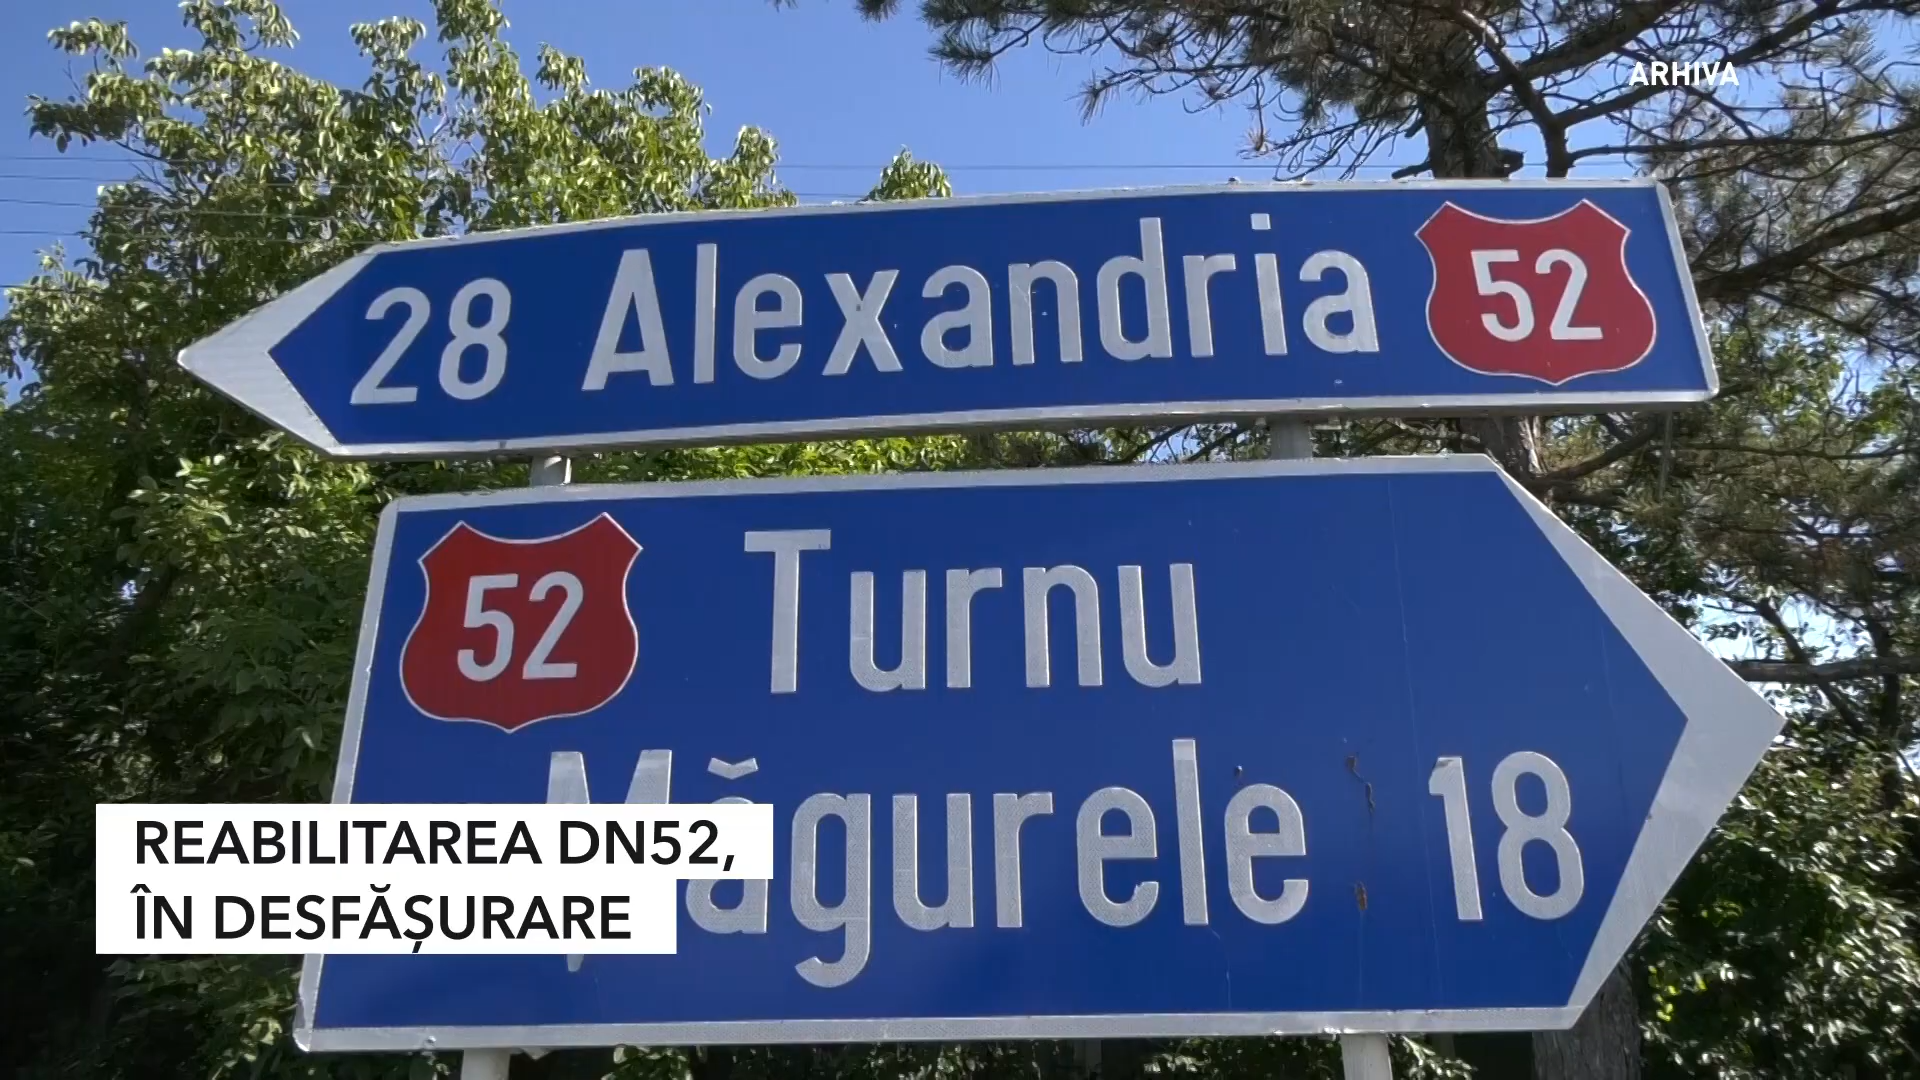 ARHIVA
28 Alexandria 52
52 Turnu
Măgurele 18
REABILITAREA DN52,
ÎN DESFĂȘURARE